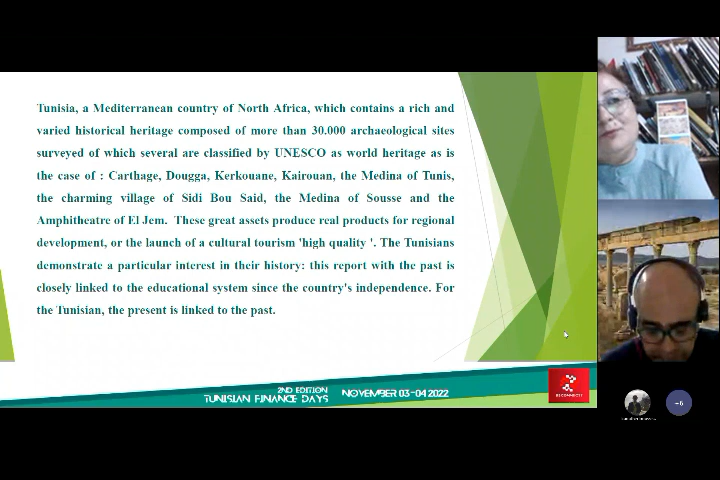 Tunisia, a Mediterranean country of North Africa, which contains a rich and
varied historical heritage composed of more than 30.000 archaeological sites
surveyed of which several are classified by UNESCO as world heritage as is
the case of : Carthage, Dougga, Kerkouane, Kairouan, the Medina of Tunis,
the charming village of Sidi Bou Said, the Medina of Sousse and the
Amphitheatre of El Jem. These great assets produce real products for regional
development, or the launch of a cultural tourism 'high quality '. The Tunisians
demonstrate a particular interest in their history: this report with the past is
closely linked to the educational system since the country's independence. For
the Tunisian, the present is linked to the past.
2ND EDITION
TUNISIAN FINANCE DAYS
NOVEMBER 03-04 2022
+6